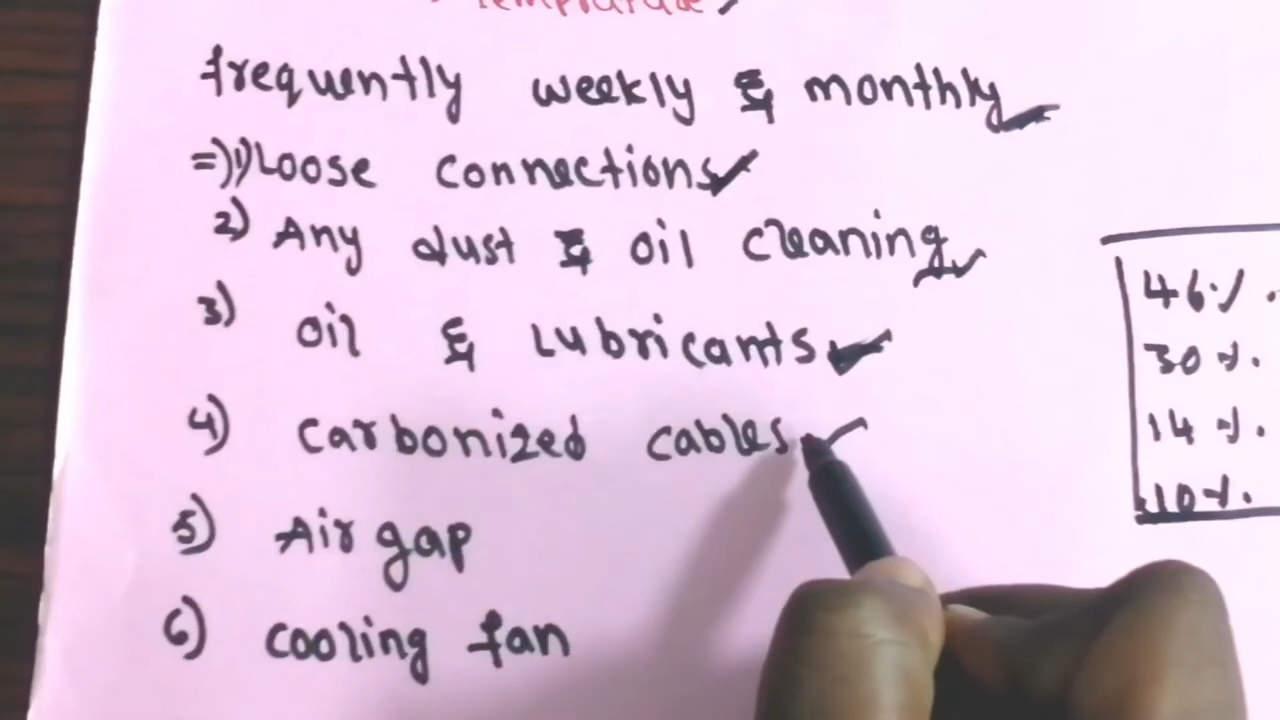 frequently weekly & monthly
=) 1) Loose connections
2) Any dust & oil cleaning
3) oil & Lubricants
4) carbonized cables
5) Air gap
6) cooling fan
46%.
30%.
14%.
10%.